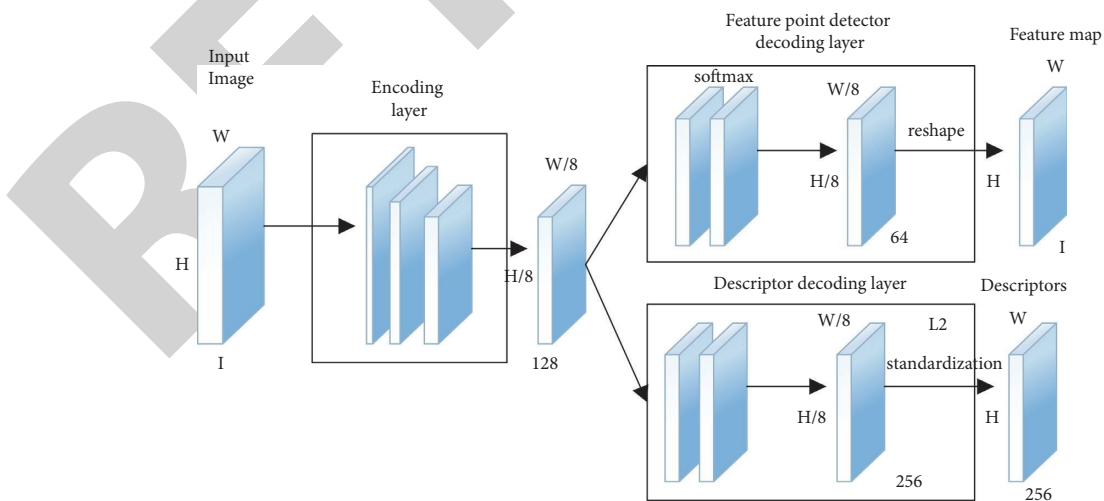 Input
Image
W
H
I
Encoding
layer
W/8
H/8
128
Feature point detector
decoding layer
softmax
W/8
H/8
64
reshape
Feature map
W
H
I
Descriptor decoding layer
W/8
H/8
256
L2
standardization
Descriptors
W
H
256